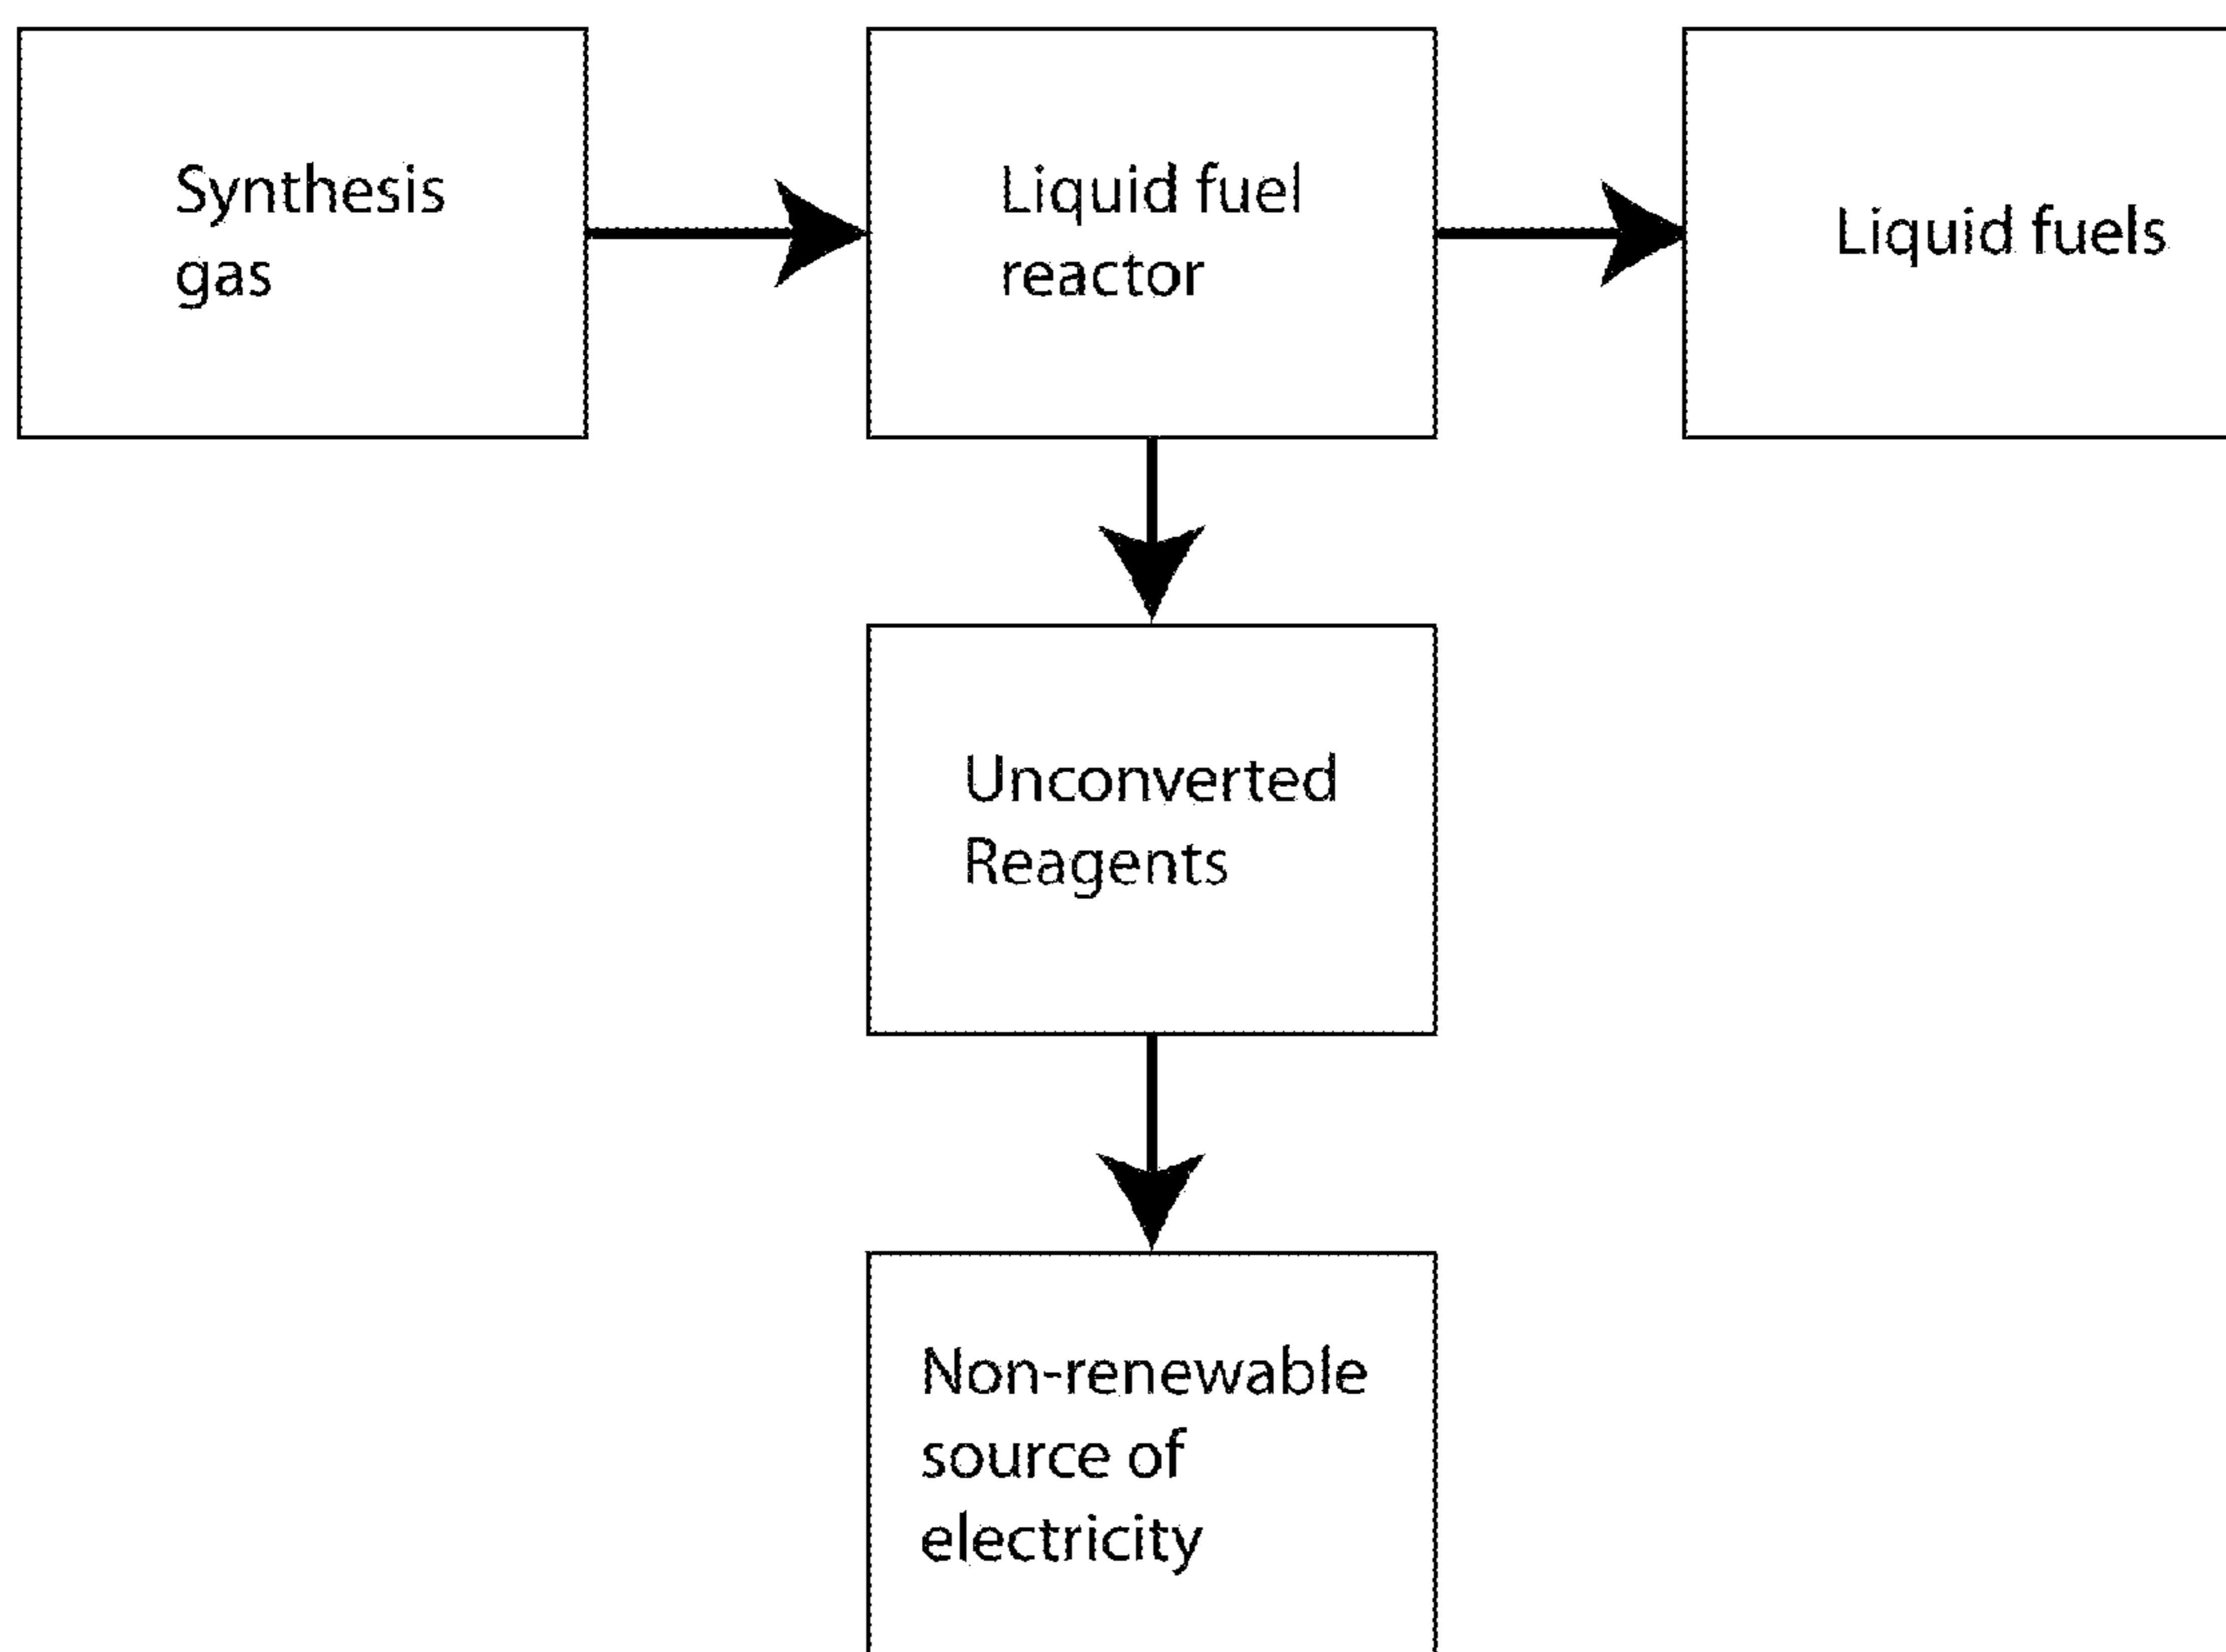 Synthesis
gas
Liquid fuel
reactor
Liquid fuels
Unconverted
Reagents
Non-renewable
source of
electricity